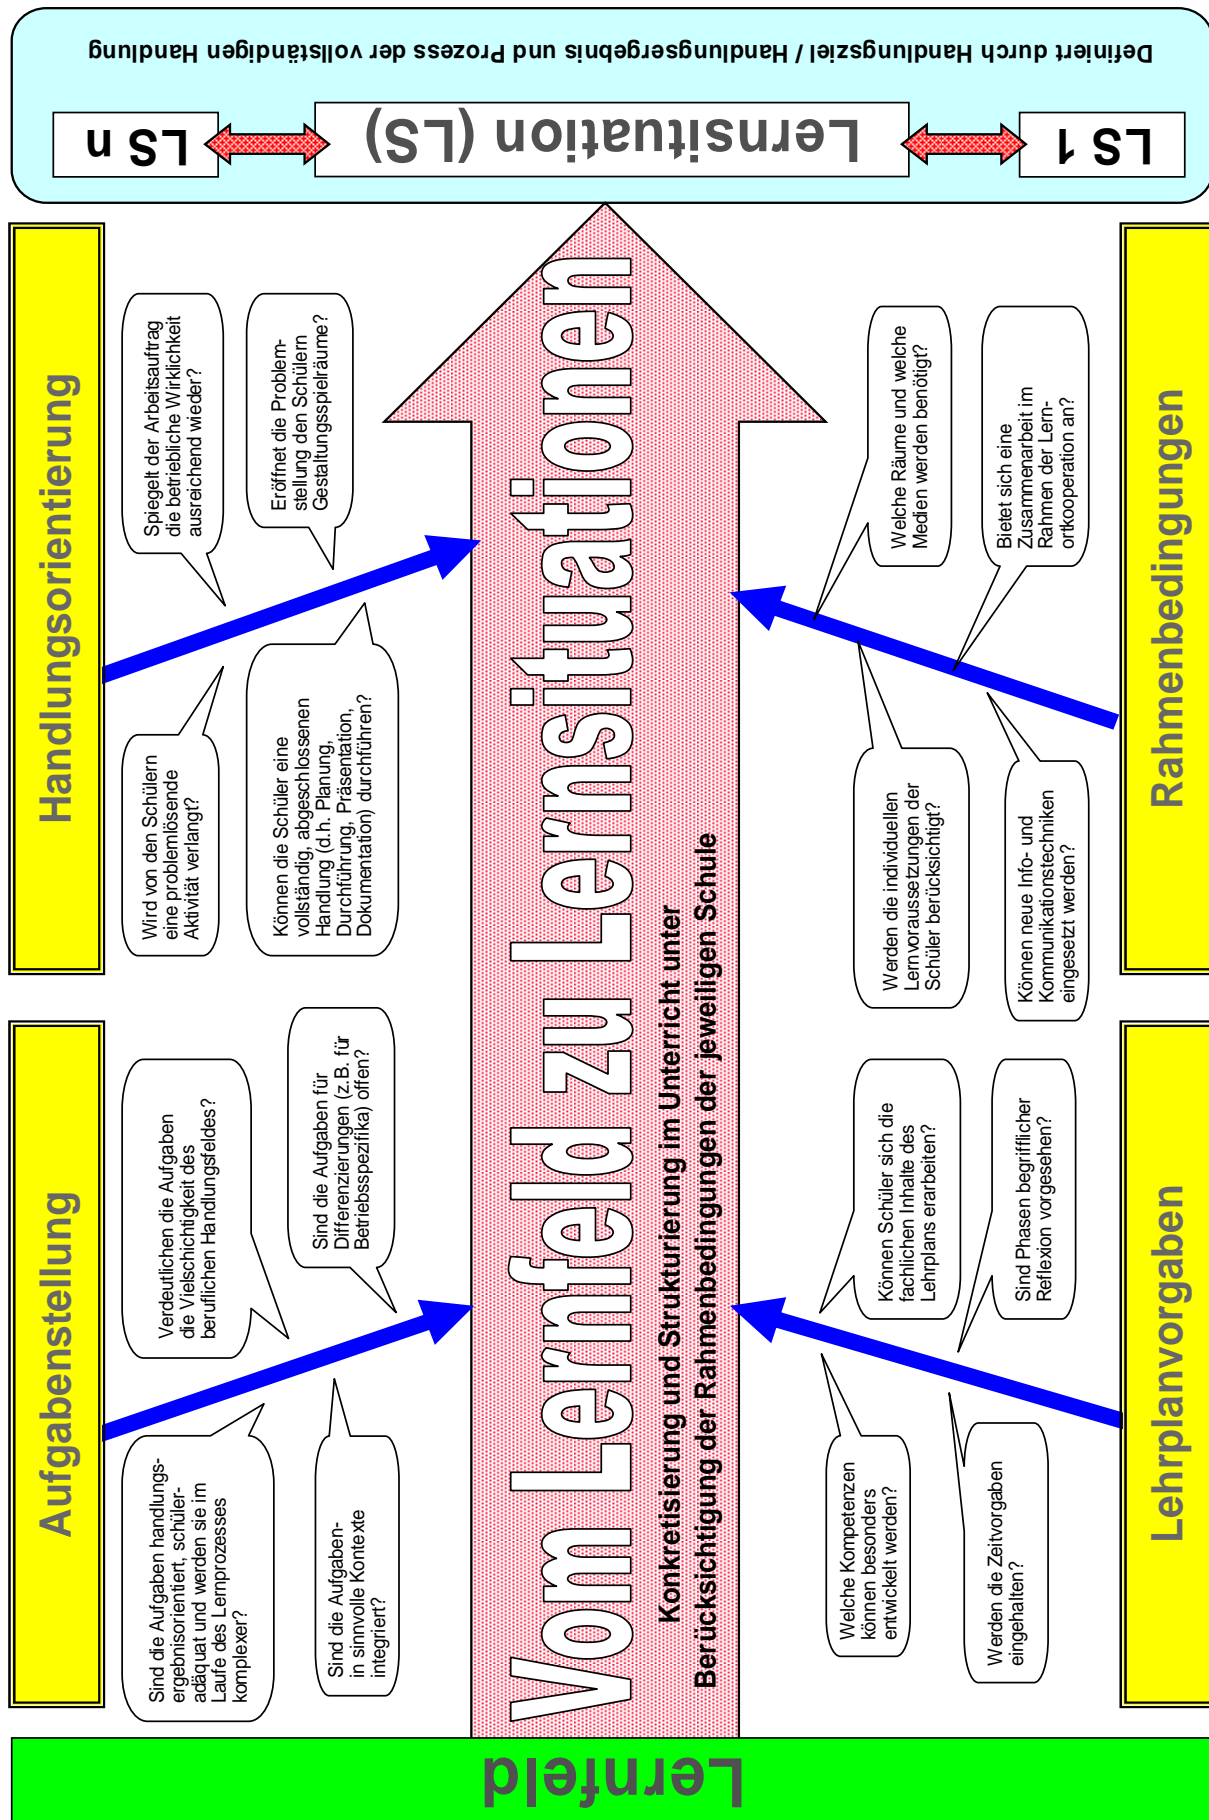 Lernfeld
Vom Lernfeld zu Lernsituationen
Konkretisierung und Strukturierung im Unterricht unter
Berücksichtigung der Rahmenbedingungen der jeweiligen Schule
Aufgabenstellung
Sind die Aufgaben handlungs-
ergebnisorientiert, schüler-
adäquat und werden sie im
Laufe des Lernprozesses
komplexer?
Verdeutlichen die Aufgaben
die Vielschichtigkeit des
beruflichen Handlungsfeldes?
Sind die Aufgaben-
in sinnvolle Kontexte
integriert?
Sind die Aufgaben für
Differenzierungen (z.B. für
Betriebsspezifika) offen?
Handlungsorientierung
Wird von den Schülern
eine problemlösende
Aktivität verlangt?
Spiegelt der Arbeitsauftrag
die betriebliche Wirklichkeit
ausreichend wieder?
Können die Schüler eine
vollständig, abgeschlossenen
Handlung (d.h. Planung,
Durchführung, Präsentation,
Dokumentation) durchführen?
Eröffnet die Problem-
stellung den Schülern
Gestaltungsspielräume?
Welche Kompetenzen
können besonders
entwickelt werden?
Können Schüler sich die
fachlichen Inhalte des
Lehrplans erarbeiten?
Werden die Zeitvorgaben
eingehalten?
Sind Phasen begrifflicher
Reflexion vorgesehen?
Lehrplanvorgaben
Werden die individuellen
Lernvoraussetzungen der
Schüler berücksichtigt?
Welche Räume und welche
Medien werden benötigt?
Können neue Info- und
Kommunikationstechniken
eingesetzt werden?
Bietet sich eine
Zusammenarbeit im
Rahmen der Lern-
ortkooperation an?
Rahmenbedingungen
LS 1
Lernsituation (LS)
LS n
Definiert durch Handlungsziel / Handlungsergebnis und Prozess der vollständigen Handlung